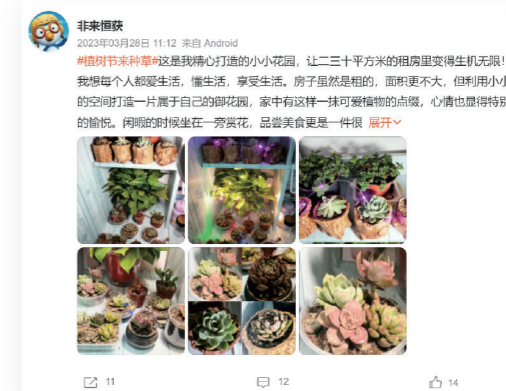 非来恒获
2023年03月28日 11:12 来自 Android
#植树节来种草#这是我精心打造的小小花园，让二三十平方米的租房里变得生机无限！
我想每个人都爱生活，懂生活，享受生活。房子虽然是租的，面积更不大，但利用小小
的空间打造一片属于自己的御花园，家中有这样一抹可爱植物的点缀，心情也显得特别
的愉悦。闲暇的时候坐在一旁赏花，品尝美食更是一件很 展开
11 12 14